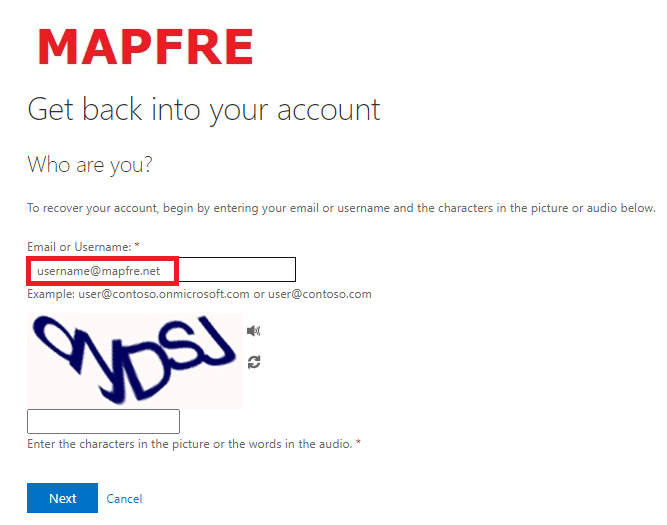 MAPFRE
Get back into your account
Who are you?
To recover your account, begin by entering your email or username and the characters in the picture or audio below.
Email or Username: *
username@mapfre.net
Example: user@contoso.onmicrosoft.com or user@contoso.com
Enter the characters in the picture or the words in the audio. *
Next Cancel